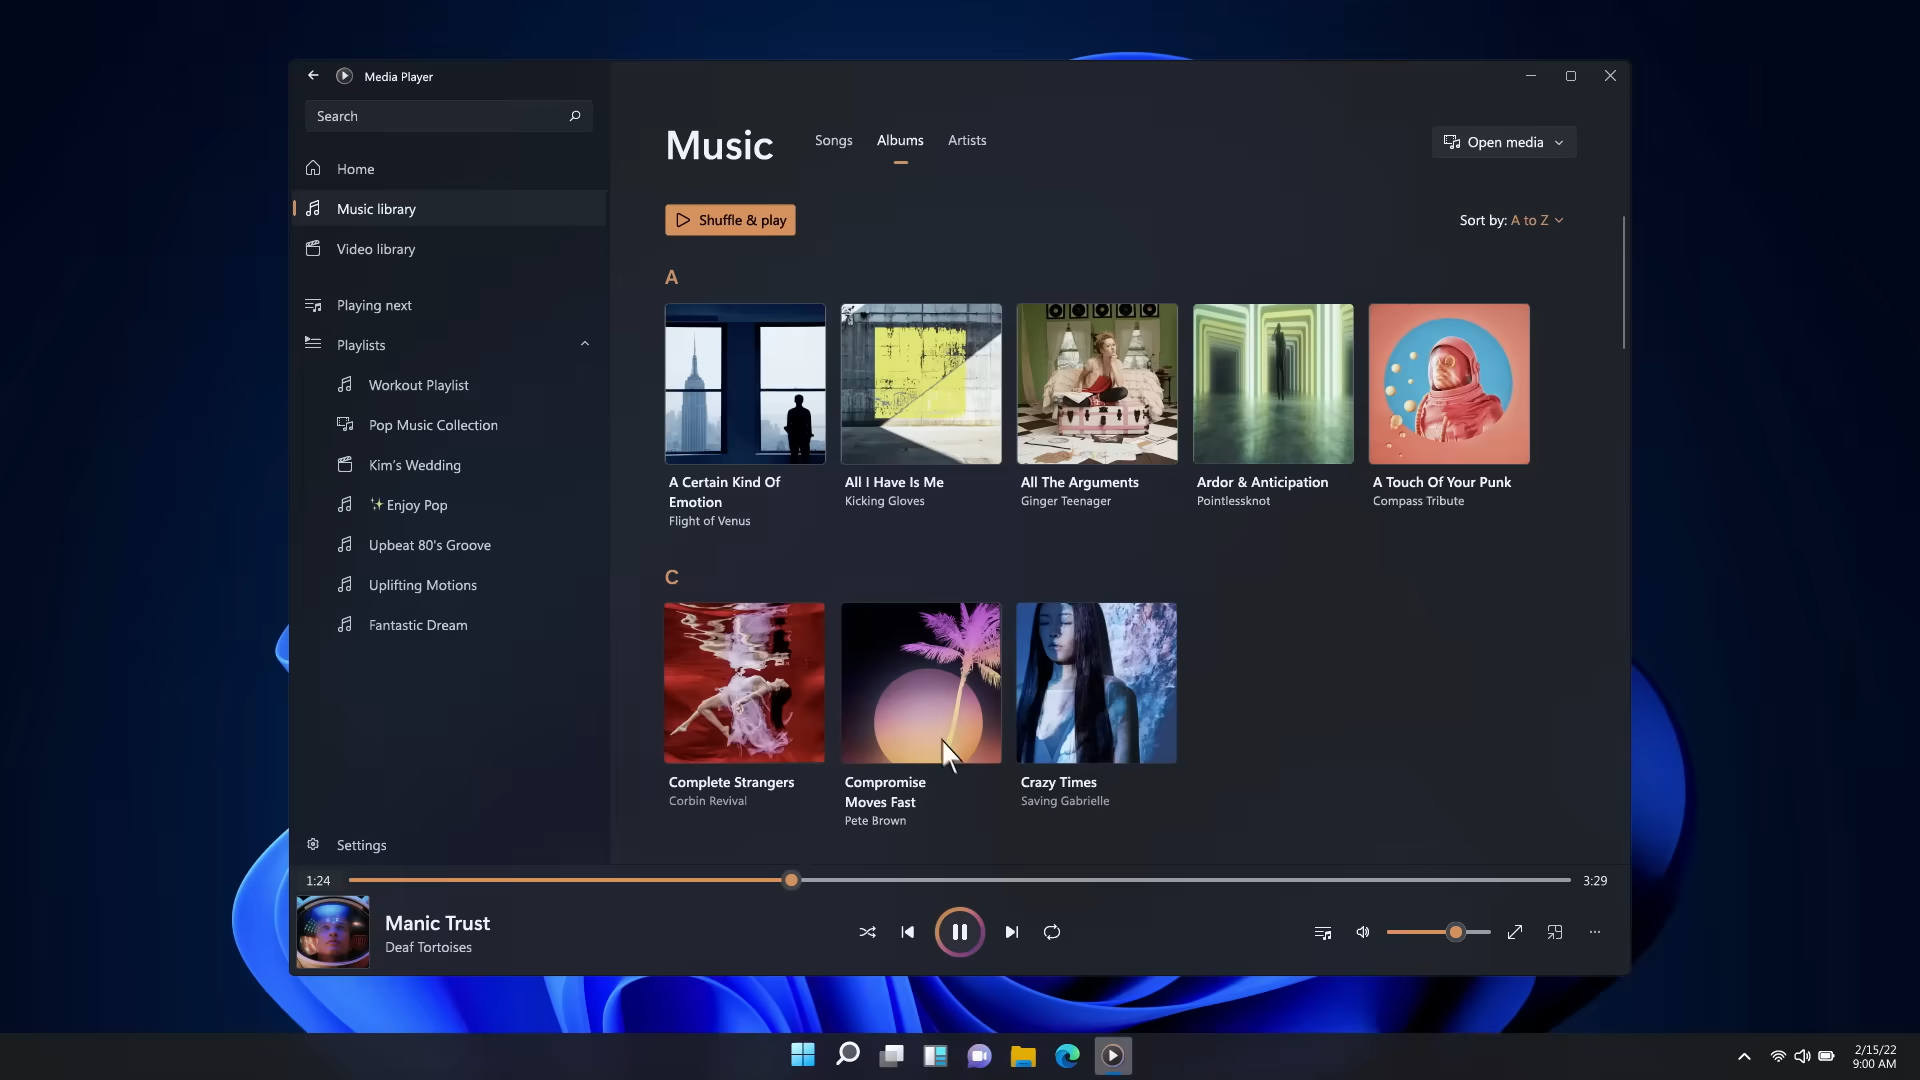 Media Player
Search
Home
Music library
Video library
Playing next
Playlists
Workout Playlist
Pop Music Collection
Kim’s Wedding
✨Enjoy Pop
Upbeat 80's Groove
Uplifting Motions
Fantastic Dream
Settings
Music
Songs
Albums
Artists
Open media
Shuffle & play
Sort by: A to Z
A
A Certain Kind Of
Emotion
Flight of Venus
All I Have Is Me
Kicking Gloves
All The Arguments
Ginger Teenager
Ardor & Anticipation
Pointlessknot
A Touch Of Your Punk
Compass Tribute
C
Complete Strangers
Corbin Revival
Compromise
Moves Fast
Pete Brown
Crazy Times
Saving Gabrielle
1:24
3:29
Manic Trust
Deaf Tortoises
2/15/22
9:00 AM